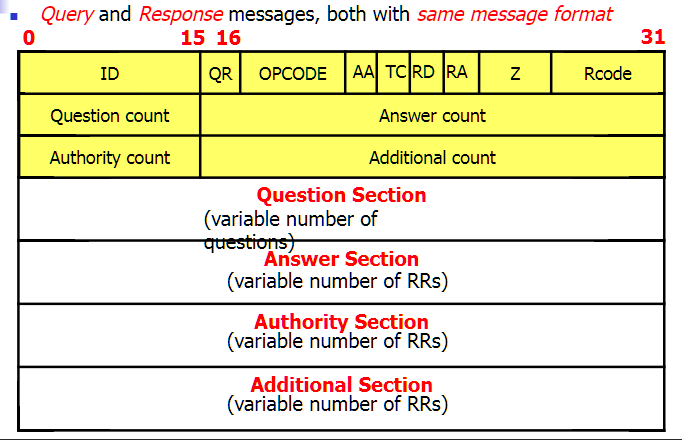 ▪ Query and Response messages, both with same message format
0 15 16 31
ID QR OPCODE AA TC RD RA Z Rcode
Question count Answer count
Authority count Additional count
Question Section
(variable number of
questions)
Answer Section
(variable number of RRs)
Authority Section
(variable number of RRs)
Additional Section
(variable number of RRs)